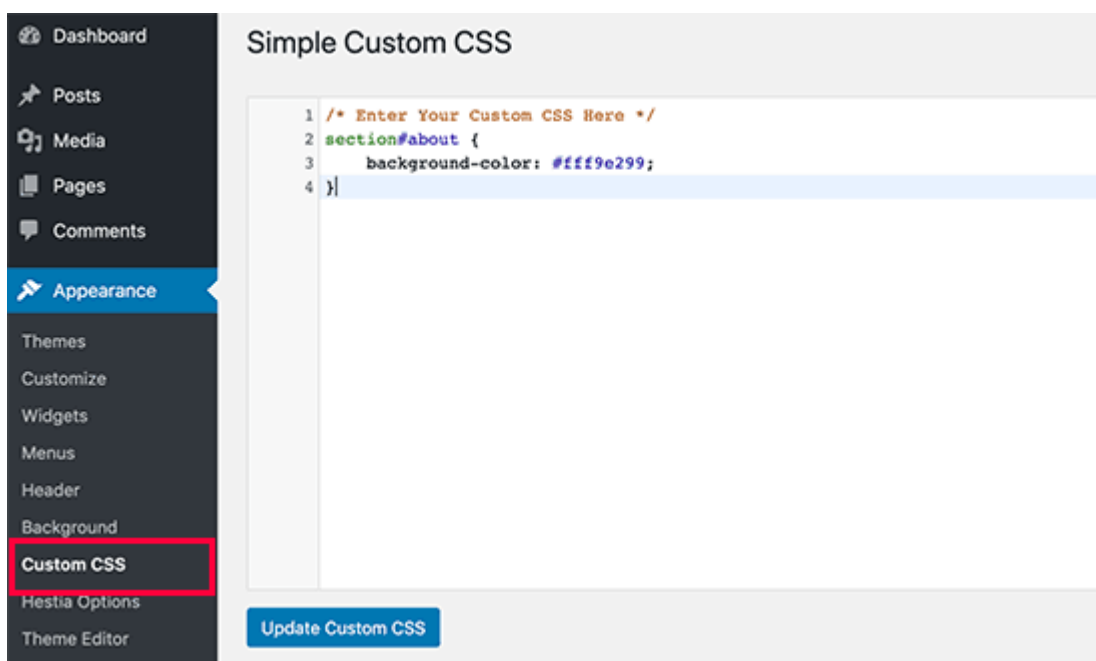 Dashboard
Posts
Media
Pages
Comments
Appearance
Themes
Customize
Widgets
Menus
Header
Background
Custom CSS
Hestia Options
Theme Editor
Simple Custom CSS
1 /* Enter Your Custom CSS Here */
2 section#about {
3     background-color: #fff9e299;
4 }
Update Custom CSS